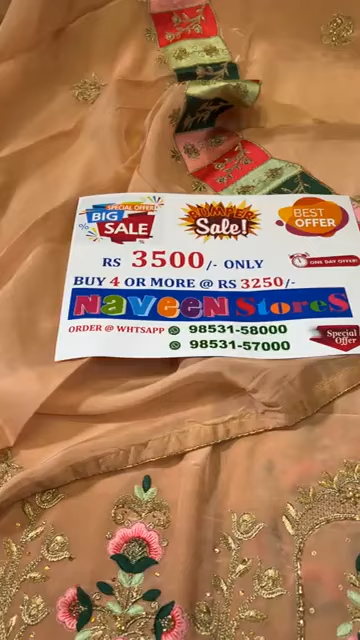 SPECIAL OFFER!
BIG
SALE
BUMPER
Sale!
BEST
OFFER
RS 3500/- ONLY
ONE DAY OFFER!
BUY 4 OR MORE @ RS 3250/-
NAVEEN STORES
ORDER @ WHTSAPP 98531-58000
98531-57000
Special
Offer